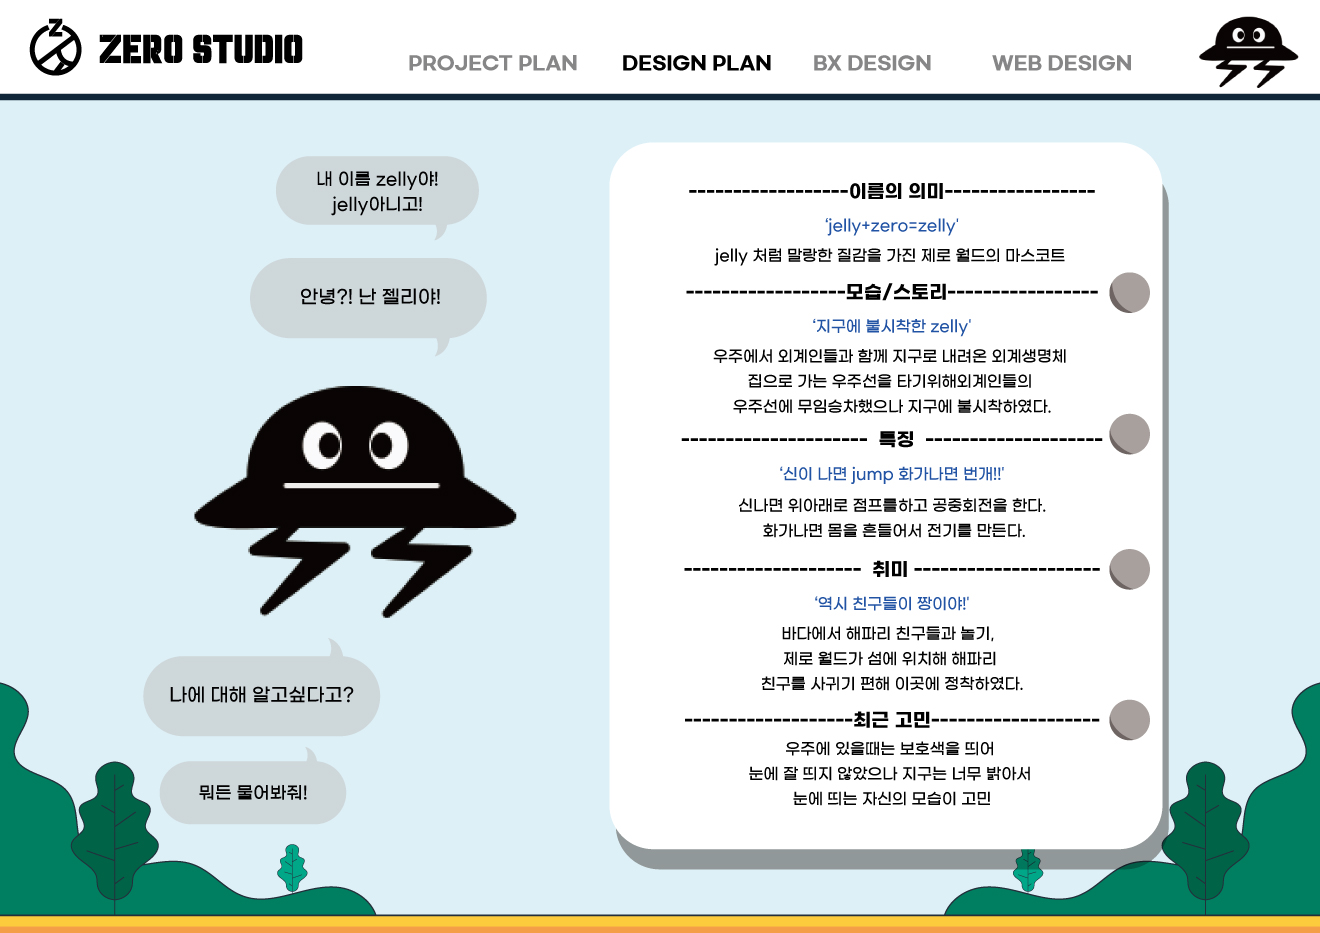 Z
ZERO STUDIO
PROJECT PLAN
DESIGN PLAN
BX DESIGN
WEB DESIGN
내 이름 zelly야!
jelly아니고!
안녕?! 난 젤리야!
나에 대해 알고싶다고?
뭐든 물어봐줘!
------------------이름의 의미-----------------
'jelly+zero=zelly'
jelly 처럼 말랑한 질감을 가진 제로 월드의 마스코트
------------------모습/스토리-----------------
'지구에 불시착한 zelly'
우주에서 외계인들과 함께 지구로 내려온 외계생명체
집으로 가는 우주선을 타기위해외계인들의
우주선에 무임승차했으나 지구에 불시착하였다.
--------------------- 특징 --------------------
'신이 나면 jump 화가나면 번개!!'
신나면 위아래로 점프를하고 공중회전을 한다.
화가나면 몸을 흔들어서 전기를 만든다.
-------------------- 취미 ---------------------
'역시 친구들이 짱이야!'
바다에서 해파리 친구들과 놀기,
제로 월드가 섬에 위치해 해파리
친구를 사귀기 편해 이곳에 정착하였다.
-------------------최근 고민-------------------
우주에 있을때는 보호색을 띄어
눈에 잘 띄지 않았으나 지구는 너무 밝아서
눈에 띄는 자신의 모습이 고민